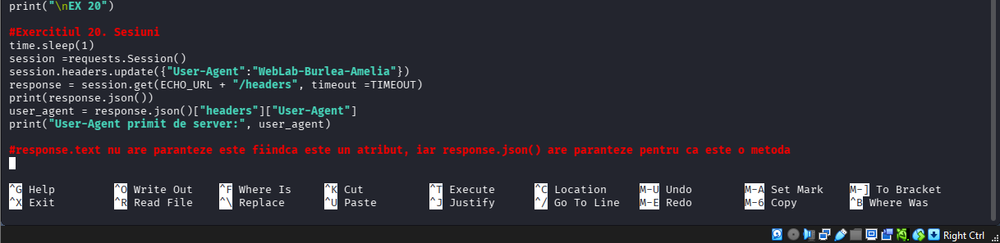 print("\nEX 20")
#Exercitiul 20. Sesiuni
time.sleep(1)
session =requests.Session()
session.headers.update({"User-Agent":"WebLab-Burlea-Amelia"})
response = session.get(ECHO_URL + "/headers", timeout =TIMEOUT)
print(response.json())
user_agent = response.json()["headers"]["User-Agent"]
print("User-Agent primit de server:", user_agent)
#response.text nu are paranteze este fiindca este un atribut, iar response.json() are paranteze pentru ca este o metoda
^G Help ^O Write Out ^F Where Is ^K Cut ^T Execute ^C Location M-U Undo M-A Set Mark M-] To Bracket
^X Exit ^R Read File ^\ Replace ^U Paste ^J Justify ^/ Go To Line M-E Redo M-6 Copy ^B Where Was
Right Ctrl